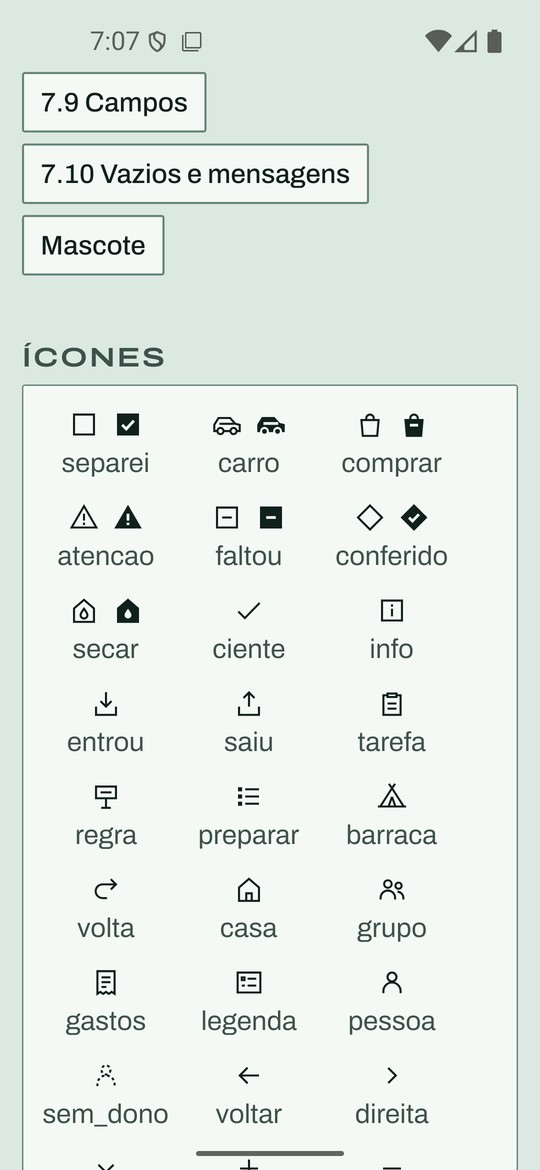 7:07
7.9 Campos
7.10 Vazios e mensagens
Mascote
ÍCONES
separei carro comprar
atencao faltou conferido
secar ciente info
entrou saiu tarefa
regra preparar barraca
volta casa grupo
gastos legenda pessoa
sem_dono voltar direita